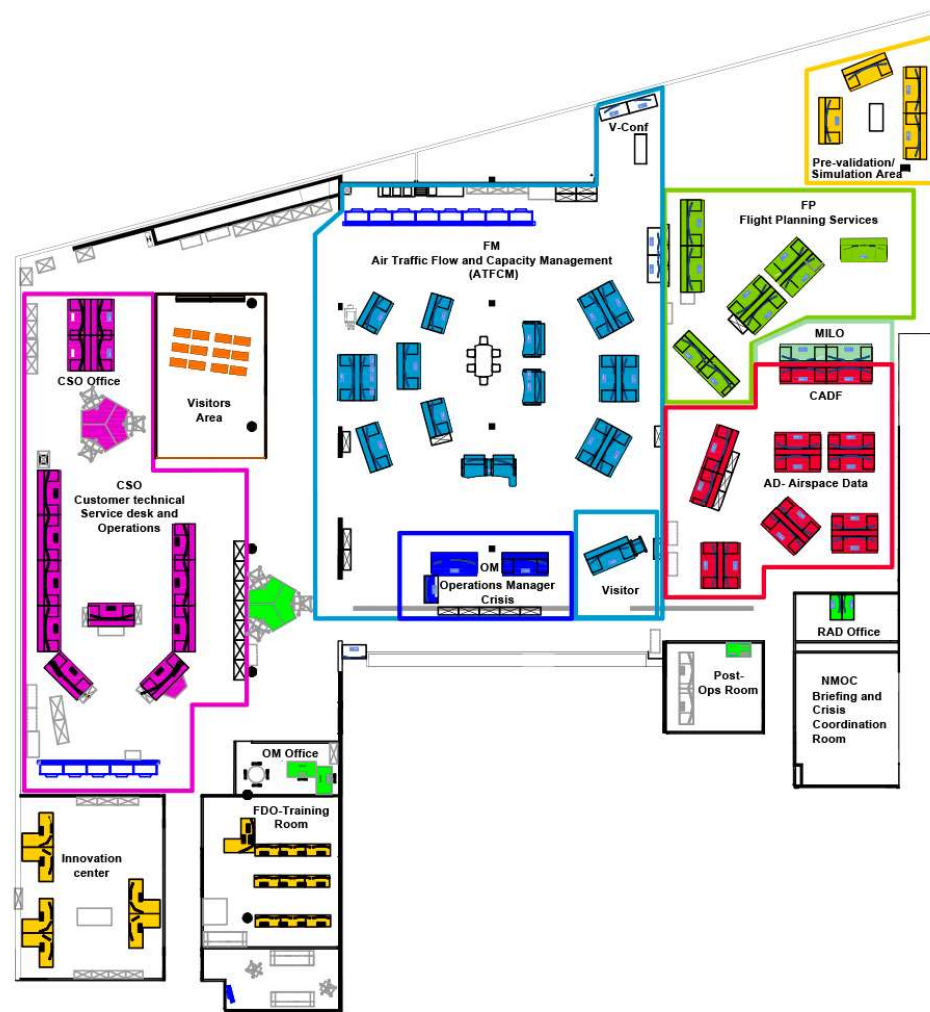 V-Conf
Pre-validation/
Simulation Area
FP
Flight Planning Services
FM
Air Traffic Flow and Capacity Management
(ATFCM)
MILO
CADF
CSO Office
Visitors
Area
CSO
Customer technical
Service desk and
Operations
AD- Airspace Data
OM
Operations Manager
Crisis
Visitor
RAD Office
Post-
Ops Room
NMOC
Briefing and
Crisis
Coordination
Room
OM Office
FDO-Training
Room
Innovation
center